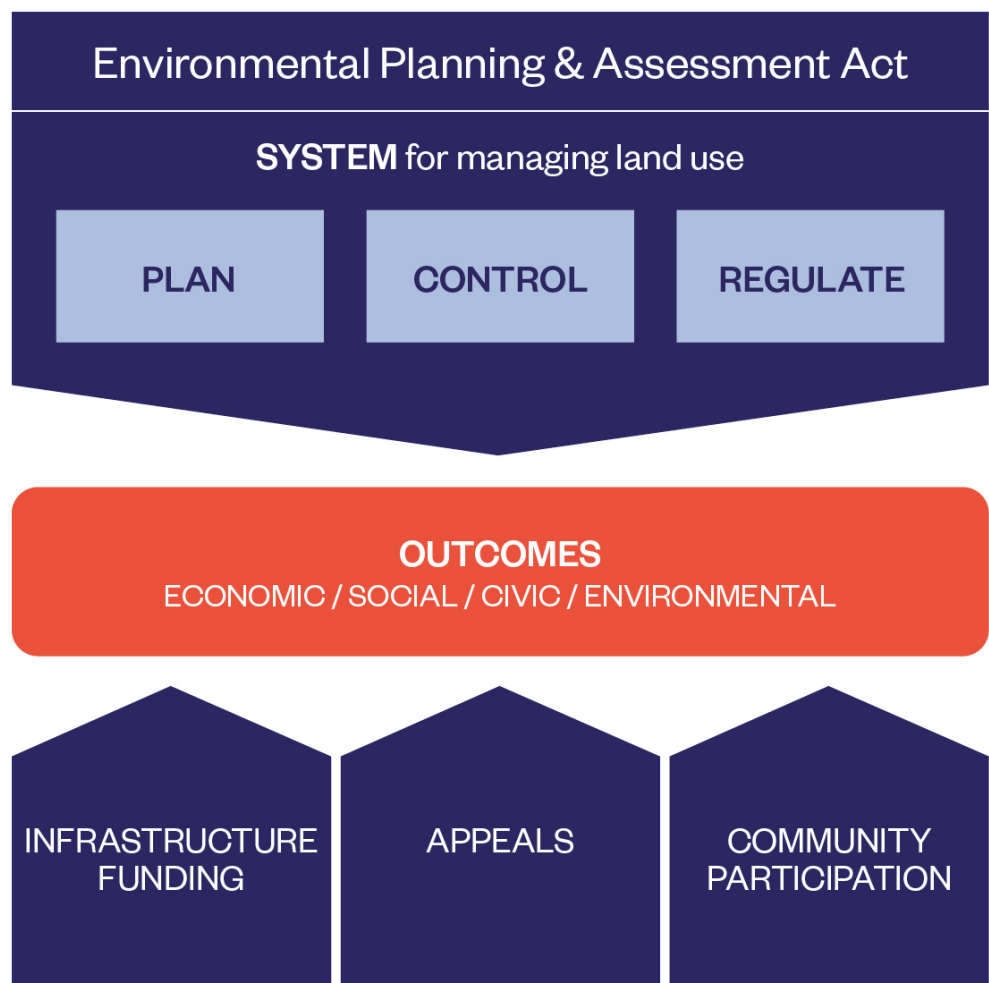 Environmental Planning & Assessment Act
SYSTEM for managing land use
PLAN
CONTROL
REGULATE
OUTCOMES
ECONOMIC / SOCIAL / CIVIC / ENVIRONMENTAL
INFRASTRUCTURE
FUNDING
APPEALS
COMMUNITY
PARTICIPATION